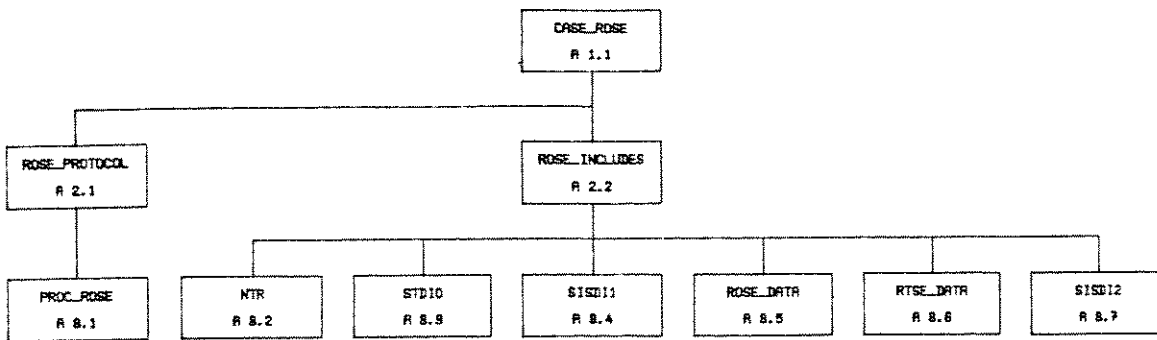 CASE_ROSE
A 1.1
ROSE_PROTOCOL
A 2.1
ROSE_INCLUDES
A 2.2
PROC_ROSE
A 3.1
NTR
A 3.2
STDIO
A 3.3
SISDI1
A 3.4
ROSE_DATA
A 3.5
RTSE_DATA
A 3.6
SISDI2
A 3.7